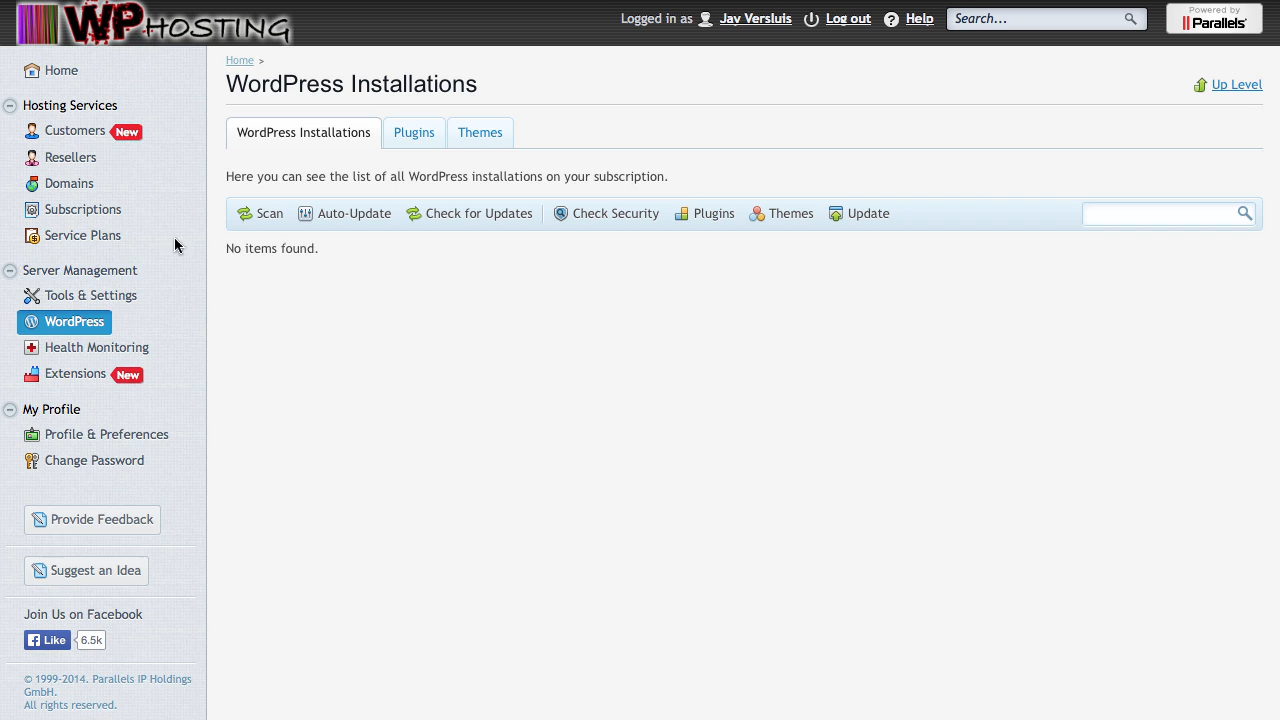 WPHOSTING
Logged in as Jav Versluis Log out Help Search... Powered by Parallels
Home
Hosting Services
Customers New
Resellers
Domains
Subscriptions
Service Plans
Server Management
Tools & Settings
WordPress
Health Monitoring
Extensions New
My Profile
Profile & Preferences
Change Password
Provide Feedback
Suggest an Idea
Join Us on Facebook
Like 6.5k
© 1999-2014. Parallels IP Holdings
GmbH.
All rights reserved.
Home >
WordPress Installations
Up Level
WordPress Installations Plugins Themes
Here you can see the list of all WordPress installations on your subscription.
Scan Auto-Update Check for Updates Check Security Plugins Themes Update
No items found.